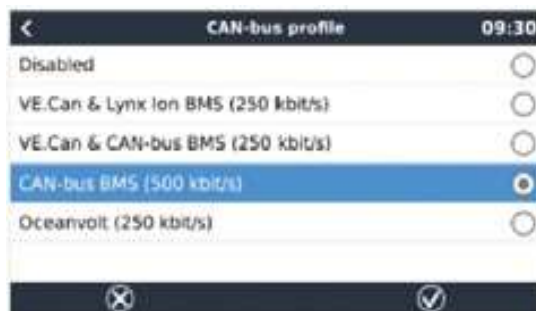 CAN-bus profile 09:30
Disabled
VE.Can & Lynx Ion BMS (250 kbit/s)
VE.Can & CAN-bus BMS (250 kbit/s)
CAN-bus BMS (500 kbit/s)
Oceanvolt (250 kbit/s)